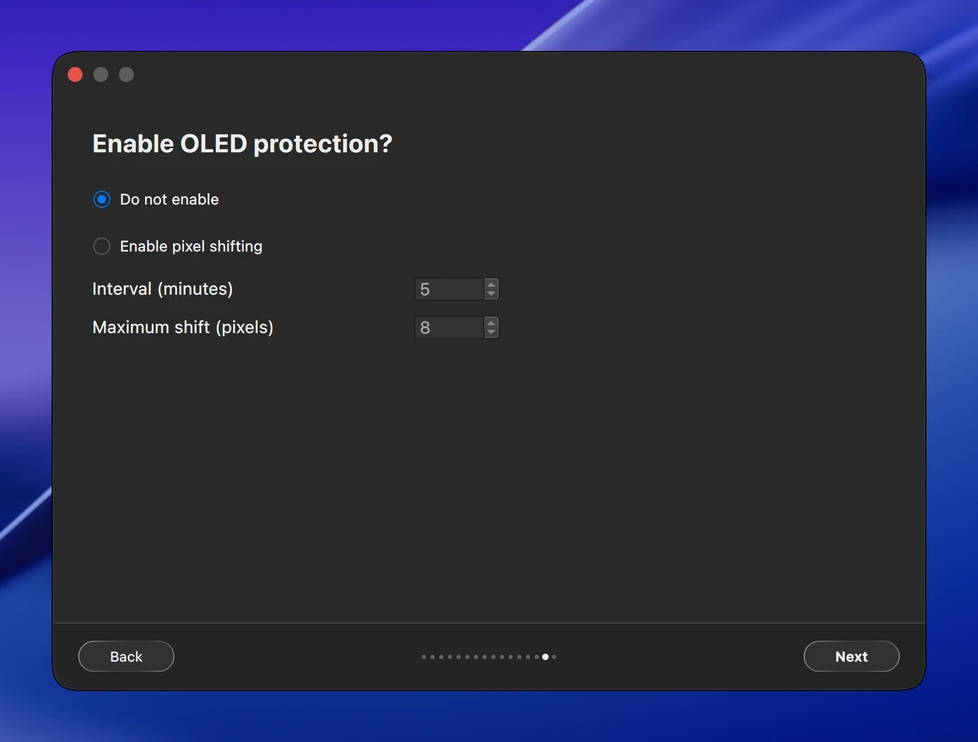 Enable OLED protection?
Do not enable
Enable pixel shifting
Interval (minutes) 5
Maximum shift (pixels) 8
Back Next